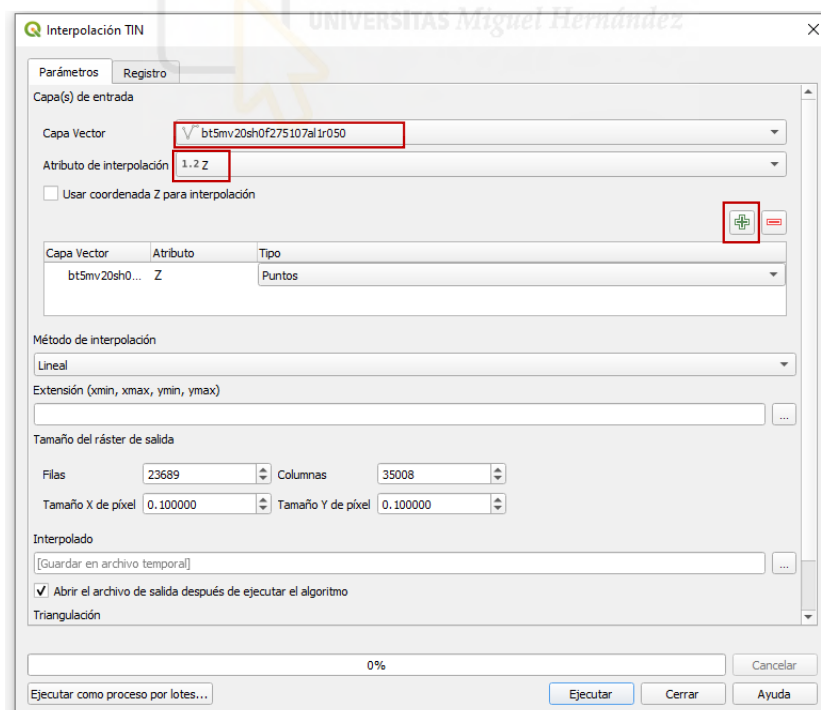 UNIVERSITAS Miguel Hernández
Interpolación TIN
Parámetros Registro
Capa(s) de entrada
Capa Vector bt5mv20sh0f275107al1r050
Atributo de interpolación 1.2 Z
Usar coordenada Z para interpolación
Capa Vector Atributo Tipo
bt5mv20sh0... Z Puntos
Método de interpolación
Lineal
Extensión (xmin, xmax, ymin, ymax)
...
Tamaño del ráster de salida
Filas 23689 Columnas 35008
Tamaño X de píxel 0.100000 Tamaño Y de píxel 0.100000
Interpolado
[Guardar en archivo temporal] ...
Abrir el archivo de salida después de ejecutar el algoritmo
Triangulación
0% Cancelar
Ejecutar como proceso por lotes... Ejecutar Cerrar Ayuda